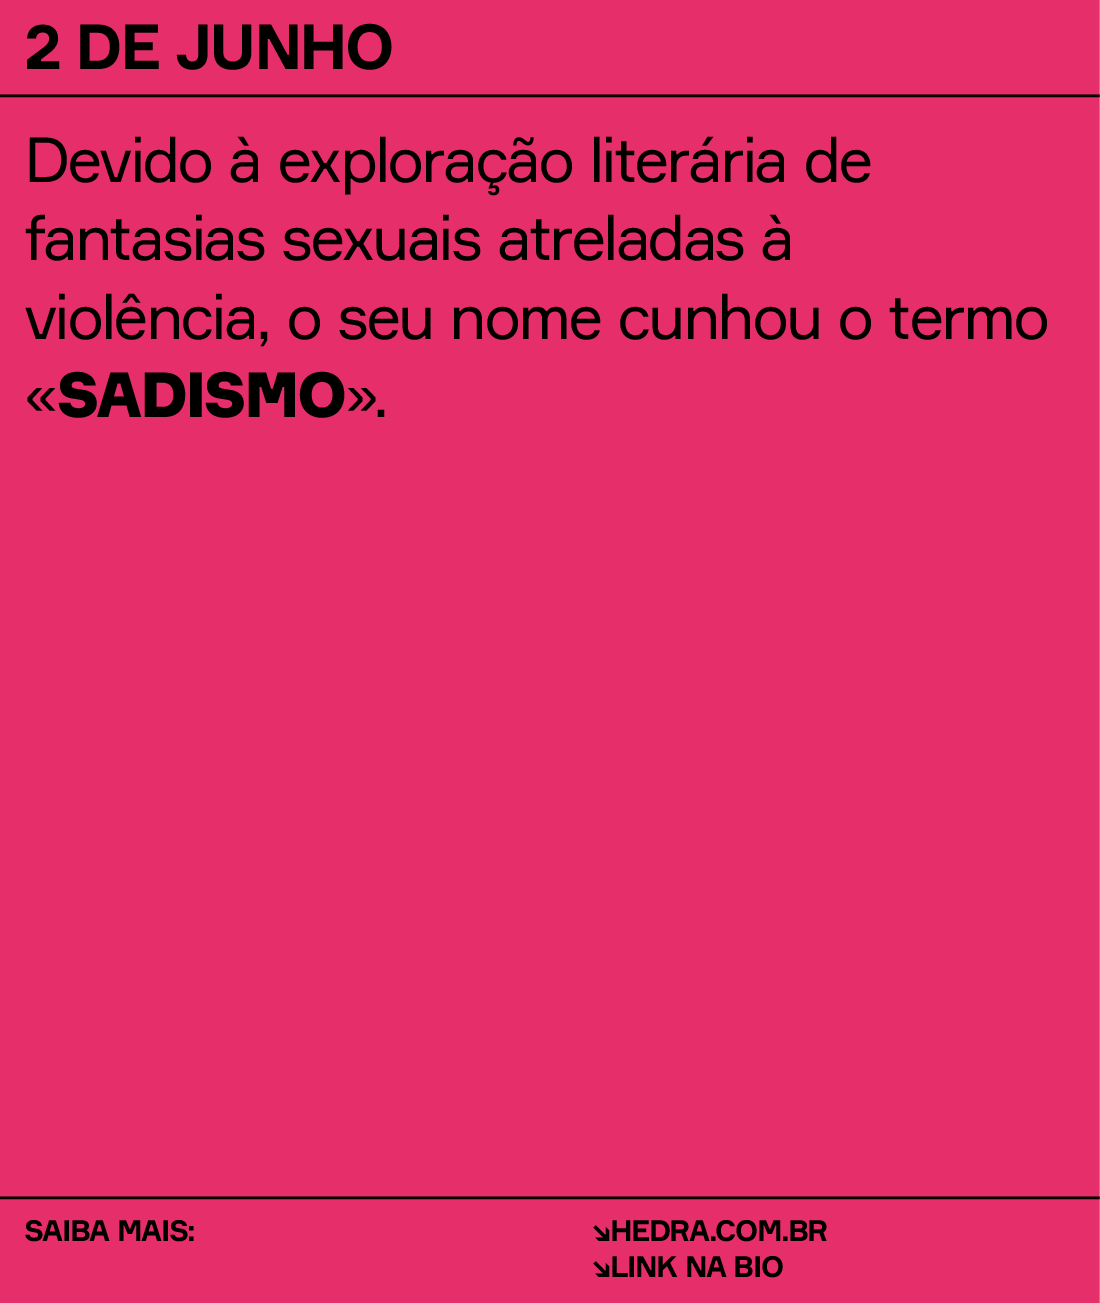 2 DE JUNHO
Devido à exploração literária de
fantasias sexuais atreladas à
violência, o seu nome cunhou o termo
«SADISMO».
SAIBA MAIS:
↘HEDRA.COM.BR
↘LINK NA BIO